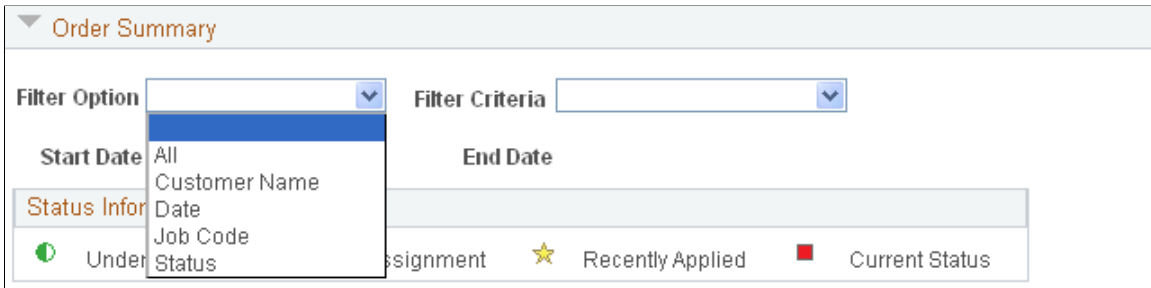 Order Summary
Filter Option Filter Criteria
Start Date All End Date
Customer Name
Status Infor Date
Job Code
Under Status ssignment Recently Applied Current Status